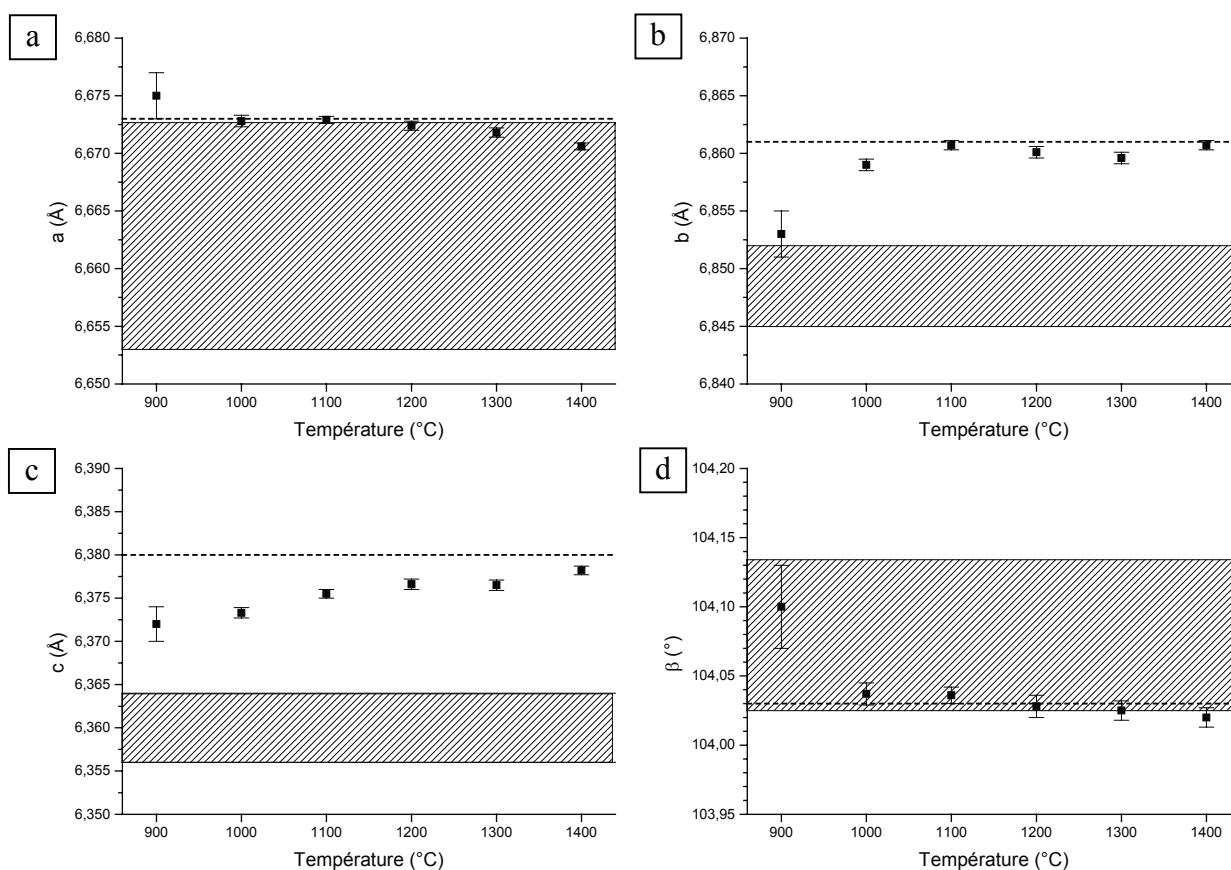 a
6,680
6,675
6,670
6,665
6,660
6,655
6,650
a (Å)
900 1000 1100 1200 1300 1400
Température (°C)
b
6,870
6,865
6,860
6,855
6,850
6,845
6,840
b (Å)
900 1000 1100 1200 1300 1400
Température (°C)
c
6,390
6,385
6,380
6,375
6,370
6,365
6,360
6,355
6,350
c (Å)
900 1000 1100 1200 1300 1400
Température (°C)
d
104,20
104,15
104,10
104,05
104,00
103,95
β (°)
900 1000 1100 1200 1300 1400
Température (°C)